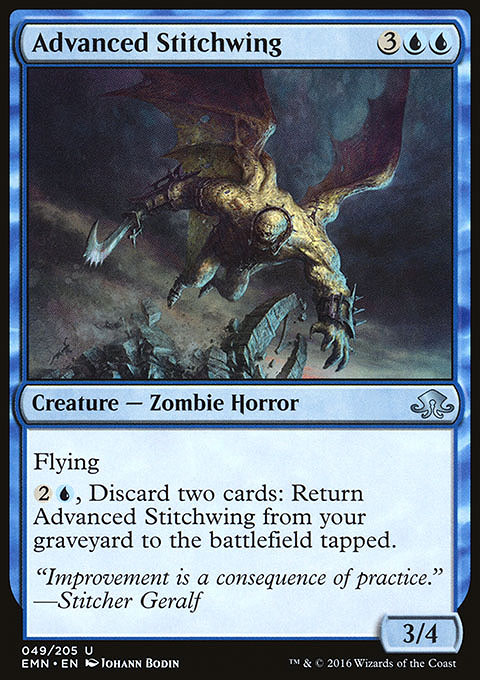 Advanced Stitchwing 3
Creature — Zombie Horror
Flying
2, Discard two cards: Return
Advanced Stitchwing from your
graveyard to the battlefield tapped.
“Improvement is a consequence of practice.”
—Stitcher Geralf
3/4
049/205 U
EMN • EN Johann Bodin
™ & © 2016 Wizards of the Coast